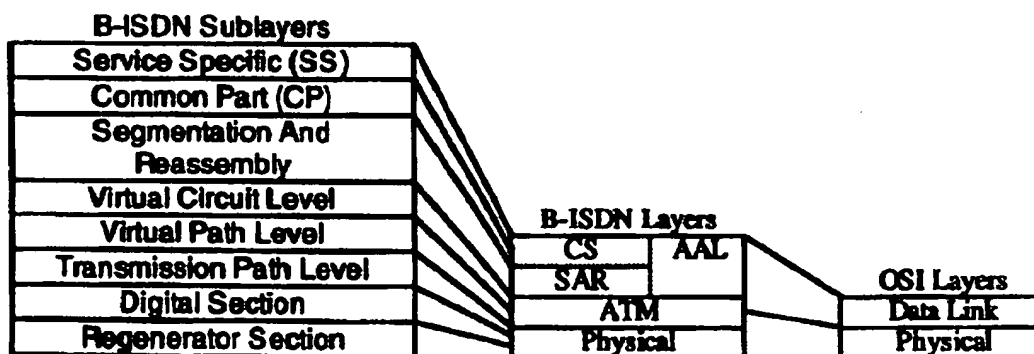 B-ISDN Sublayers
Service Specific (SS)
Common Part (CP)
Segmentation And
Reassembly
Virtual Circuit Level
Virtual Path Level
Transmission Path Level
Digital Section
Regenerator Section
B-ISDN Layers
CS
AAL
SAR
ATM
Physical
OSI Layers
Data Link
Physical